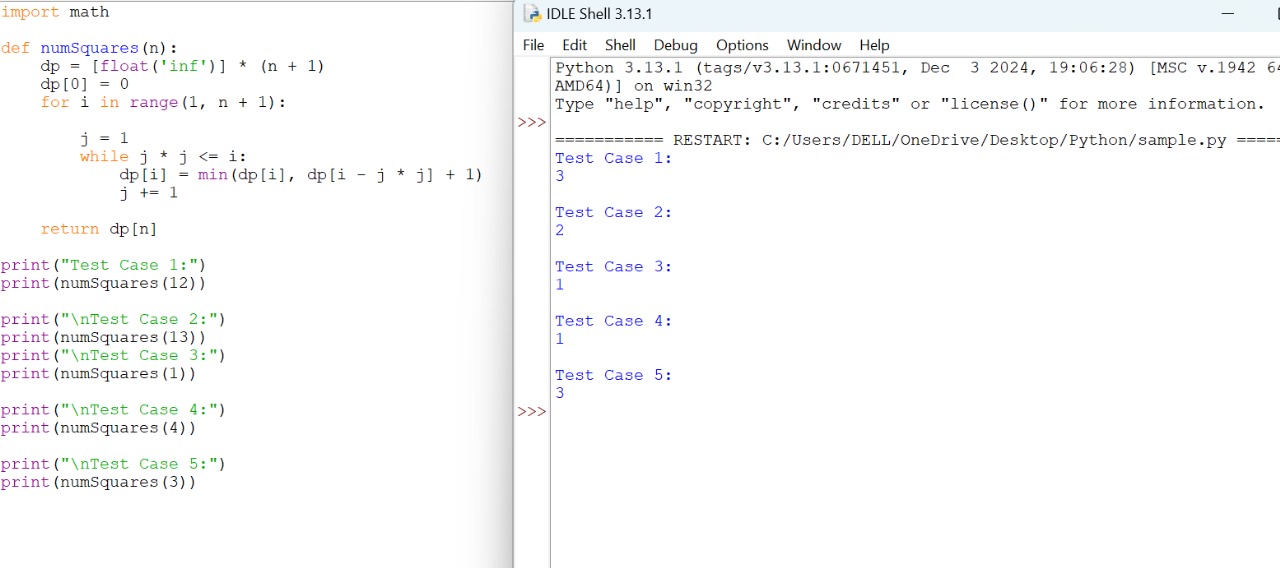 import math
def numSquares(n):
    dp = [float('inf')] * (n + 1)
    dp[0] = 0
    for i in range(1, n + 1):
        j = 1
        while j * j <= i:
            dp[i] = min(dp[i], dp[i - j * j] + 1)
            j += 1
    return dp[n]
print("Test Case 1:")
print(numSquares(12))
print("\nTest Case 2:")
print(numSquares(13))
print("\nTest Case 3:")
print(numSquares(1))
print("\nTest Case 4:")
print(numSquares(4))
print("\nTest Case 5:")
print(numSquares(3))
IDLE Shell 3.13.1
File Edit Shell Debug Options Window Help
Python 3.13.1 (tags/v3.13.1:0671451, Dec  3 2024, 19:06:28) [MSC v.1942 64
AMD64)] on win32
Type "help", "copyright", "credits" or "license()" for more information.
>>>
=========== RESTART: C:/Users/DELL/OneDrive/Desktop/Python/sample.py =====
Test Case 1:
3
Test Case 2:
2
Test Case 3:
1
Test Case 4:
1
Test Case 5:
3
>>>